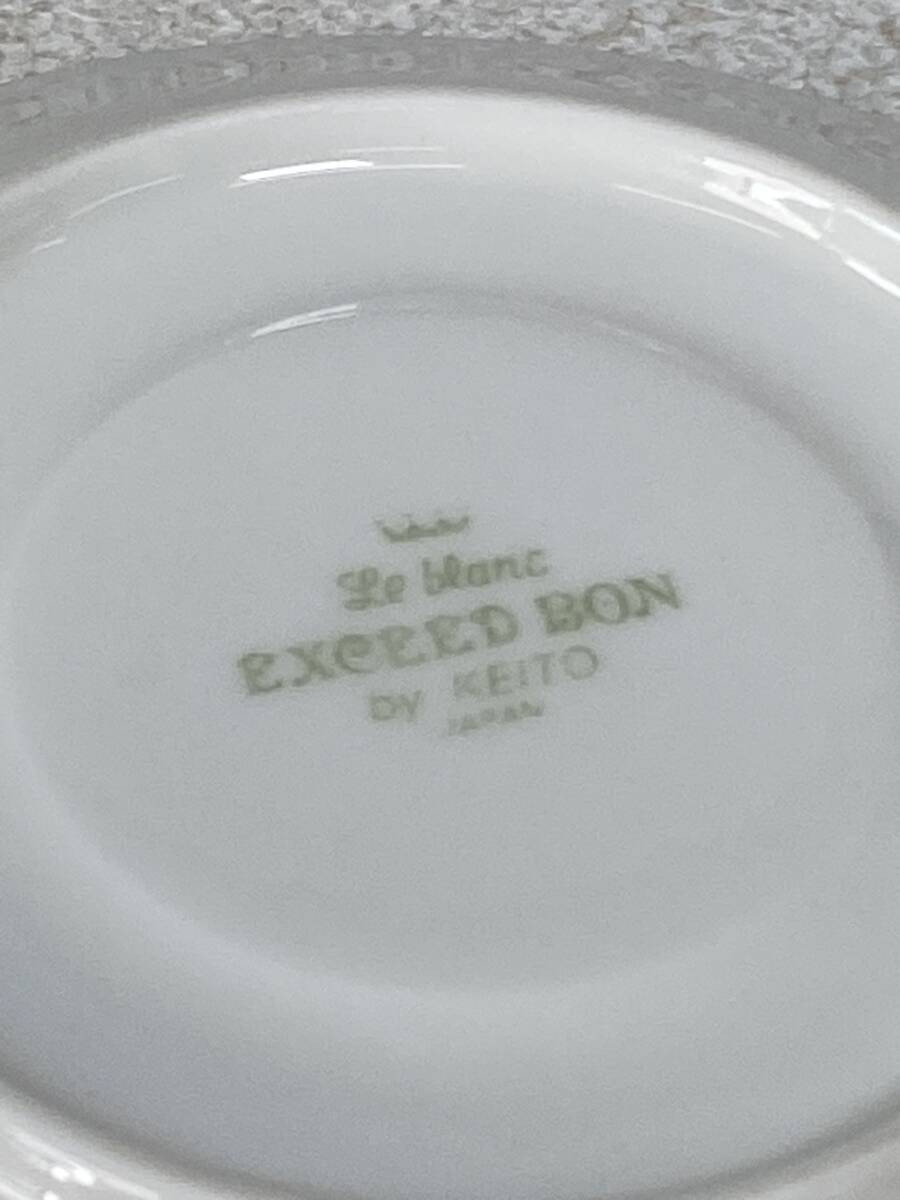 Le blanc
EXCEED BON
BY KEITO
JAPAN